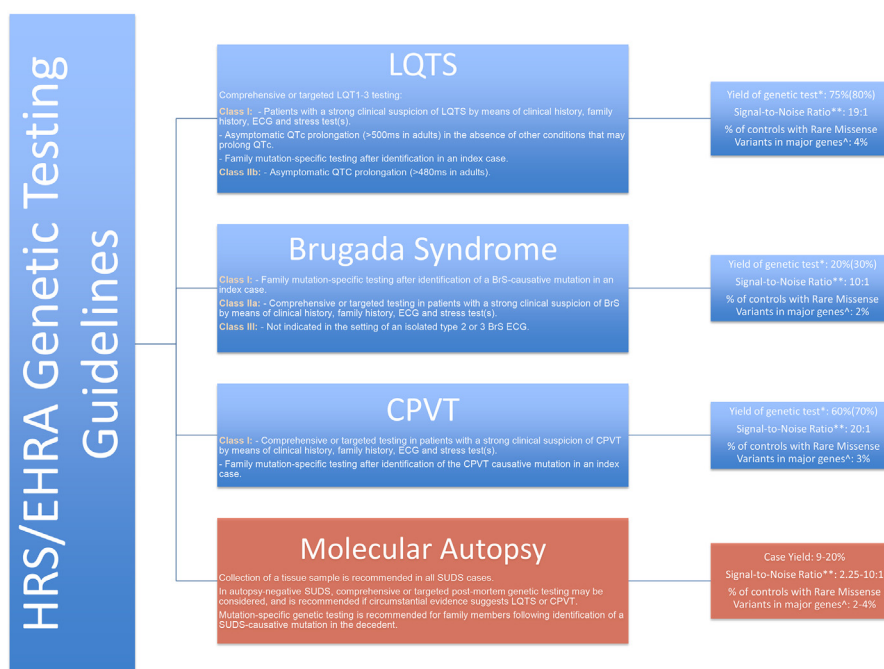 HRS/EHRA Genetic Testing
Guidelines
LQTS
Comprehensive or targeted LQT1-3 testing:
Class I: - Patients with a strong clinical suspicion of LQTS by means of clinical history, family
history, ECG and stress test(s).
- Asymptomatic QTc prolongation (>500ms in adults) in the absence of other conditions that may
prolong QTc.
- Family mutation-specific testing after identification in an index case.
Class IIb: - Asymptomatic QTC prolongation (>480ms in adults).
Yield of genetic test*: 75%(80%)
Signal-to-Noise Ratio**: 19:1
% of controls with Rare Missense
Variants in major genes^: 4%
Brugada Syndrome
Class I: - Family mutation-specific testing after identification of a BrS-causative mutation in an
index case.
Class IIa: - Comprehensive or targeted testing in patients with a strong clinical suspicion of BrS
by means of clinical history, family history, ECG and stress test(s).
Class III: - Not indicated in the setting of an isolated type 2 or 3 BrS ECG.
Yield of genetic test*: 20%(30%)
Signal-to-Noise Ratio**: 10:1
% of controls with Rare Missense
Variants in major genes^: 2%
CPVT
Class I: - Comprehensive or targeted testing in patients with a strong clinical suspicion of CPVT
by means of clinical history, family history, ECG and stress test(s).
- Family mutation-specific testing after identification of the CPVT causative mutation in an index
case.
Yield of genetic test*: 60%(70%)
Signal-to-Noise Ratio**: 20:1
% of controls with Rare Missense
Variants in major genes^: 3%
Molecular Autopsy
Collection of a tissue sample is recommended in all SUDS cases.
In autopsy-negative SUDS, comprehensive or targeted post-mortem genetic testing may be
considered, and is recommended if circumstantial evidence suggests LQTS or CPVT.
Mutation-specific genetic testing is recommended for family members following identification of a
SUDS-causative mutation in the decedent.
Case Yield: 9-20%
Signal-to-Noise Ratio**: 2.25-10:1
% of controls with Rare Missense
Variants in major genes^: 2-4%